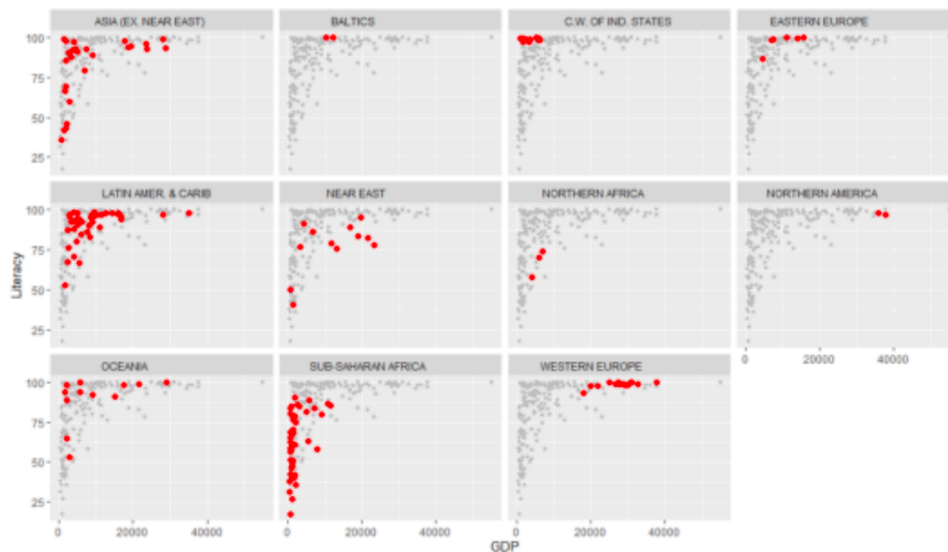 ASIA (EX. NEAR EAST) BALTICS C.W. OF IND. STATES EASTERN EUROPE
100
75
50
25
LATIN AMER. & CARIB NEAR EAST NORTHERN AFRICA NORTHERN AMERICA
100
75
50
25
Literacy
0 20000 40000
OCEANIA SUB-SAHARAN AFRICA WESTERN EUROPE
100
75
50
25
0 20000 40000 0 20000 40000 0 20000 40000
GDP